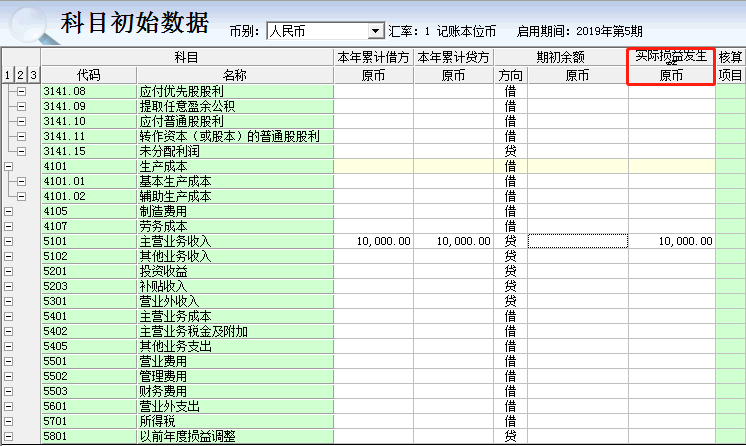 科目初始数据 币别: 人民币 汇率: 1 记账本位币 启用期间: 2019年第5期
科目 本年累计借方 本年累计贷方 期初余额 实际损益发生 核算
1 2 3 代码 名称 原币 原币 方向 原币 原币 项目
3141.08 应付优先股股利 借
3141.09 提取任意盈余公积 借
3141.10 应付普通股股利 借
3141.11 转作资本（或股本）的普通股股利 借
3141.15 未分配利润 贷
4101 生产成本 借
4101.01 基本生产成本 借
4101.02 辅助生产成本 借
4105 制造费用 借
4107 劳务成本 借
5101 主营业务收入 10,000.00 10,000.00 贷 10,000.00
5102 其他业务收入 贷
5201 投资收益 贷
5203 补贴收入 贷
5301 营业外收入 贷
5401 主营业务成本 借
5402 主营业务税金及附加 借
5405 其他业务支出 借
5501 营业费用 借
5502 管理费用 借
5503 财务费用 借
5601 营业外支出 借
5701 所得税 借
5801 以前年度损益调整 贷